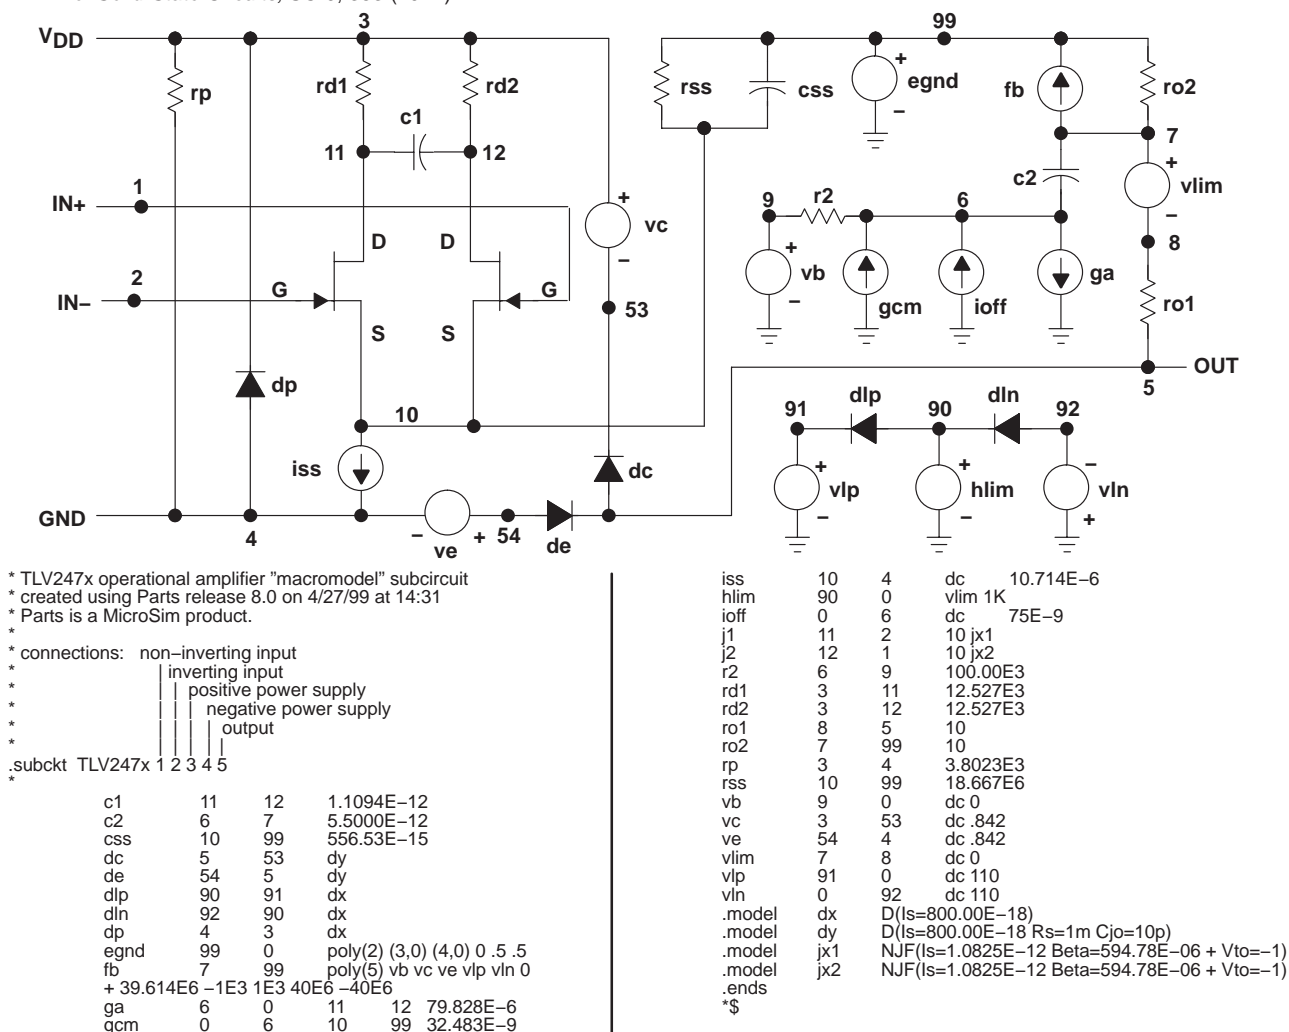 3
99
VDD
rp
rd1
rd2
c1
11
12
1
IN+
2
IN−
G
D
D
G
S
S
+
vc
−
53
dp
10
iss
dc
GND
4
−
ve
+
54
de
rss
css
+
egnd
−
fb
ro2
7
c2
+
vlim
−
8
9
r2
6
+
vb
−
gcm
ioff
ga
ro1
OUT
5
91
dlp
90
dln
92
+
vlp
−
+
hlim
−
−
vln
+
* TLV247x operational amplifier ”macromodel” subcircuit
* created using Parts release 8.0 on 4/27/99 at 14:31
* Parts is a MicroSim product.
*
* connections: non−inverting input
* | inverting input
* | | positive power supply
* | | | negative power supply
* | | | | output
* | | | | |
.subckt TLV247x 1 2 3 4 5
*
c1 11 12 1.1094E−12
c2 6 7 5.5000E−12
css 10 99 556.53E−15
dc 5 53 dy
de 54 5 dy
dlp 90 91 dx
dln 92 90 dx
dp 4 3 dx
egnd 99 0 poly(2) (3,0) (4,0) 0 .5 .5
fb 7 99 poly(5) vb vc ve vlp vln 0
+ 39.614E6 −1E3 1E3 40E6 −40E6
ga 6 0 11 12 79.828E−6
gcm 0 6 10 99 32.483E−9
iss 10 4 dc 10.714E−6
hlim 90 0 vlim 1K
ioff 0 6 dc 75E−9
j1 11 2 10 jx1
j2 12 1 10 jx2
r2 6 9 100.00E3
rd1 3 11 12.527E3
rd2 3 12 12.527E3
ro1 8 5 10
ro2 7 99 10
rp 3 4 3.8023E3
rss 10 99 18.667E6
vb 9 0 dc 0
vc 3 53 dc .842
ve 54 4 dc .842
vlim 7 8 dc 0
vlp 91 0 dc 110
vln 0 92 dc 110
.model dx D(Is=800.00E−18)
.model dy D(Is=800.00E−18 Rs=1m Cjo=10p)
.model jx1 NJF(Is=1.0825E−12 Beta=594.78E−06 + Vto=−1)
.model jx2 NJF(Is=1.0825E−12 Beta=594.78E−06 + Vto=−1)
.ends
*$